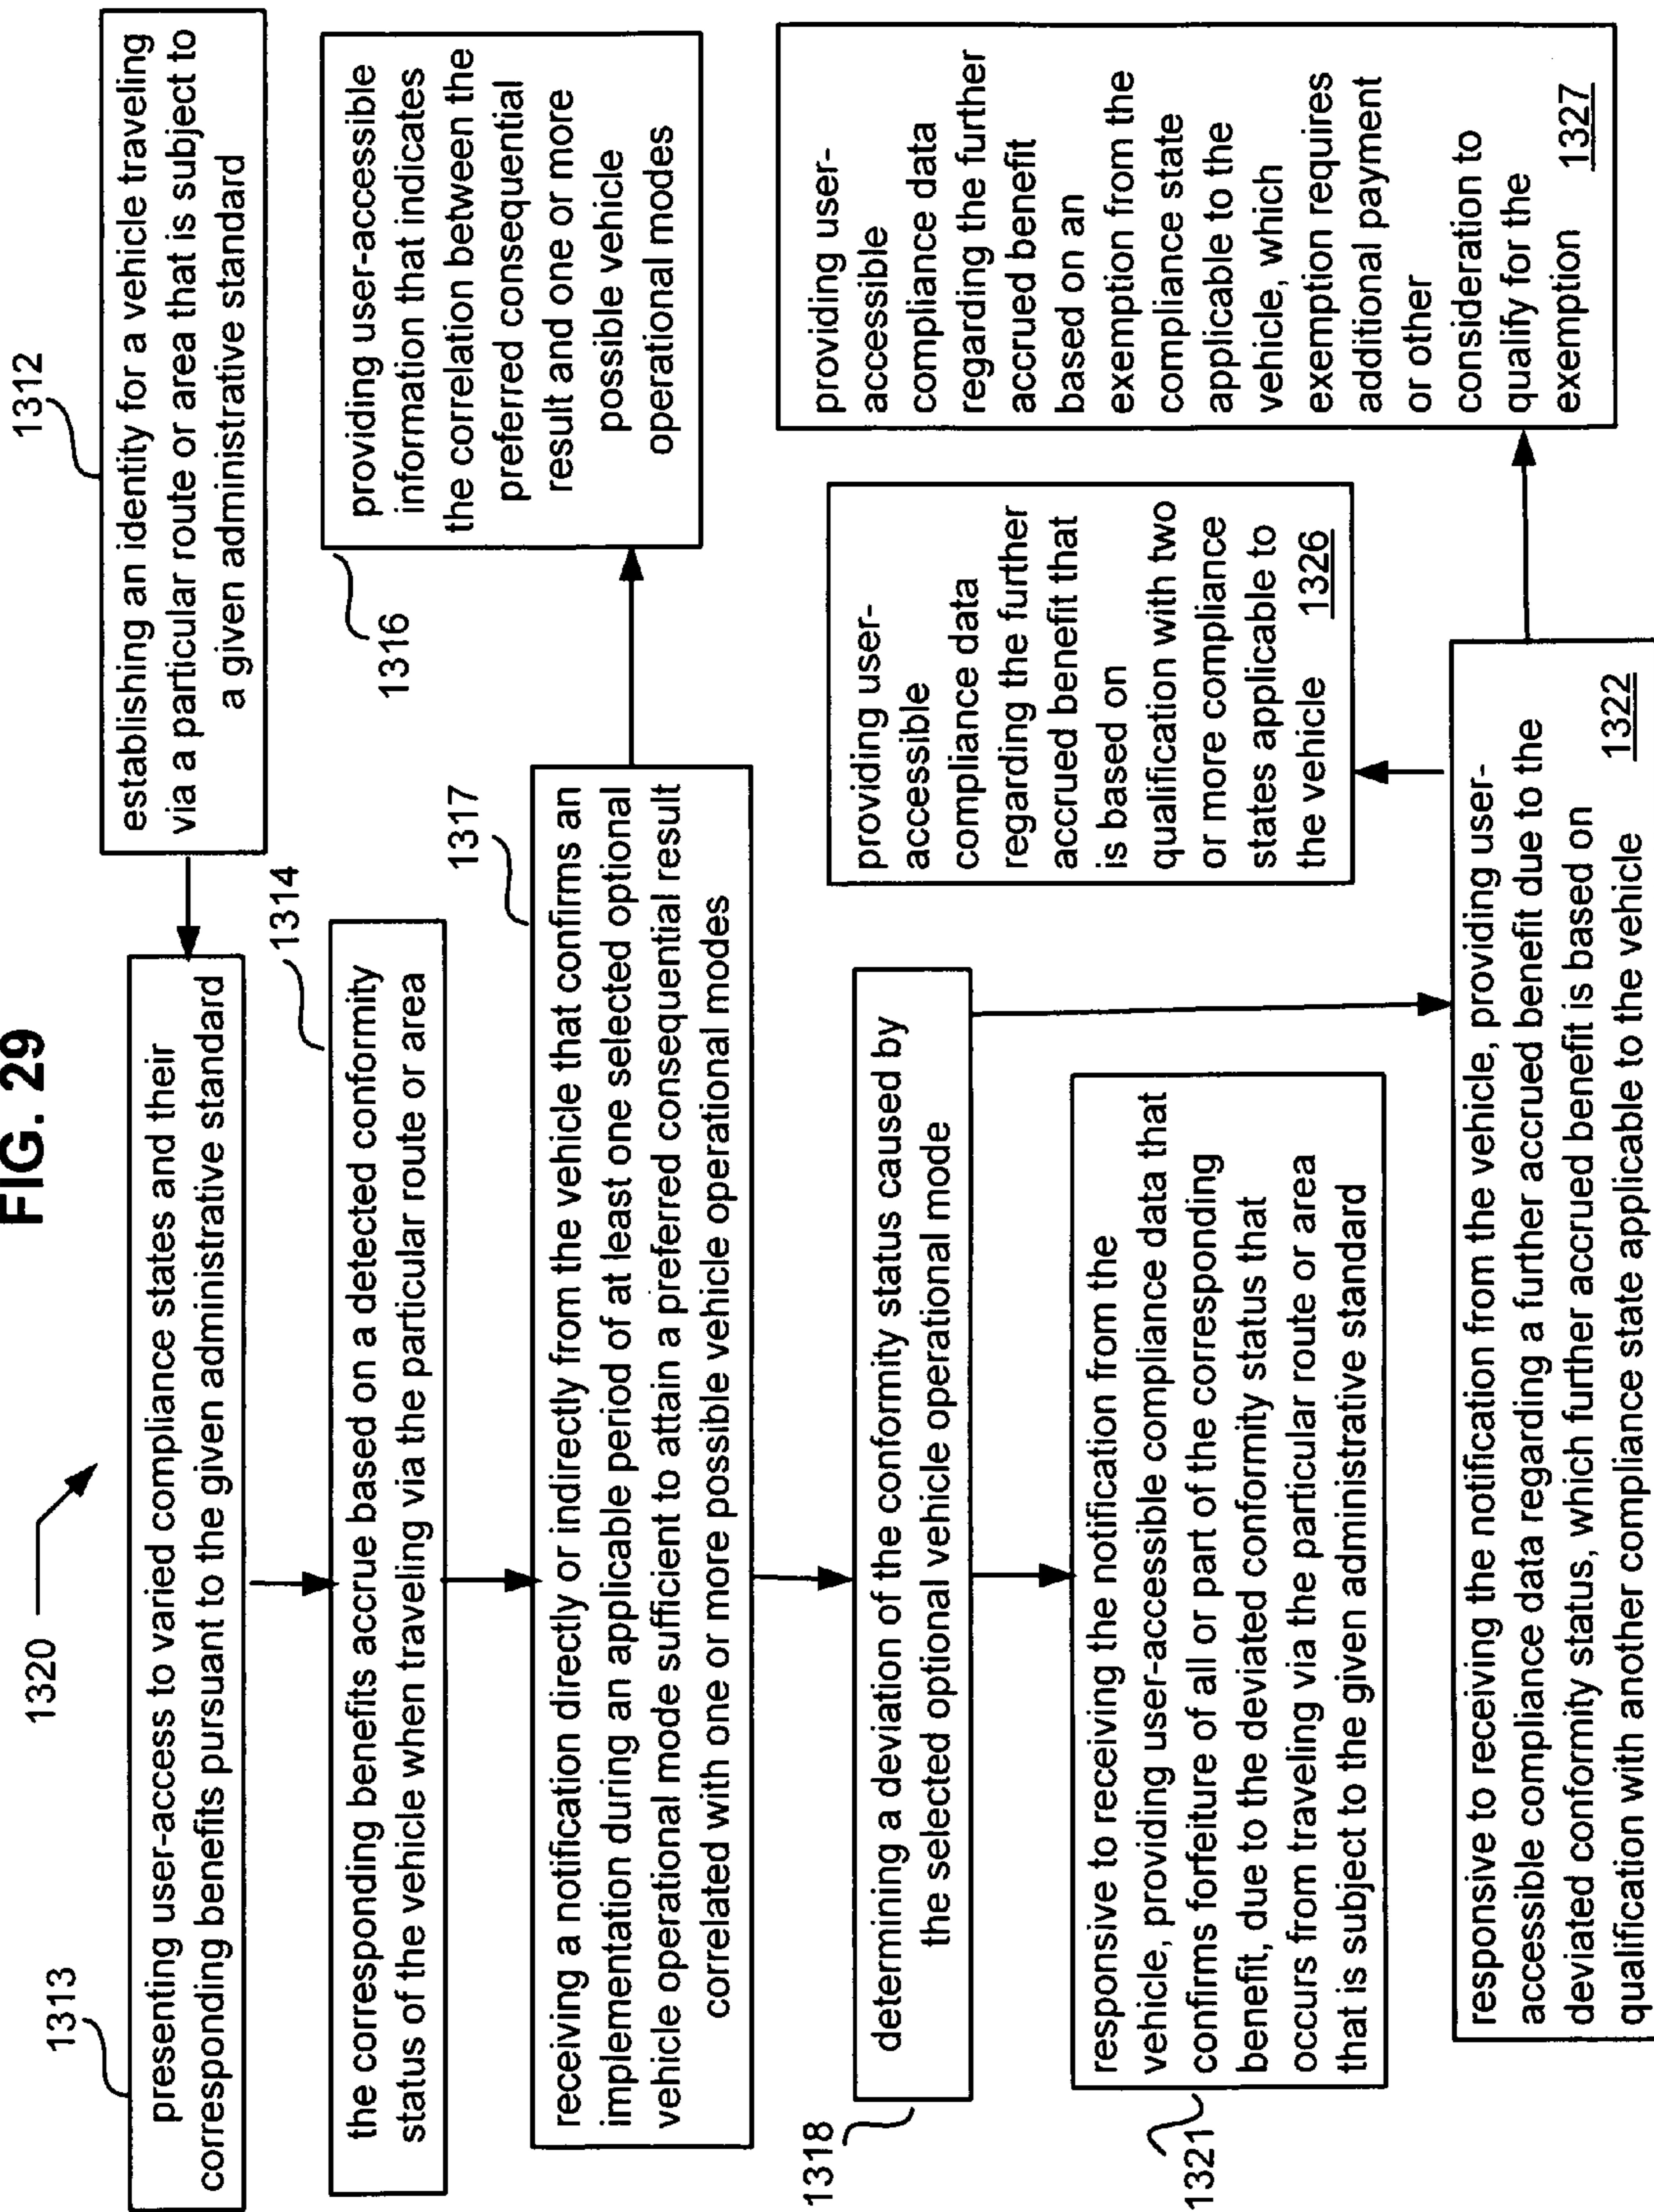 FIG. 29
1320
1312
establishing an identity for a vehicle traveling
via a particular route or area that is subject to
a given administrative standard
1313
presenting user-access to varied compliance states and their
corresponding benefits pursuant to the given administrative standard
1314
the corresponding benefits accrue based on a detected conformity
status of the vehicle when traveling via the particular route or area
1316
providing user-accessible
information that indicates
the correlation between the
preferred consequential
result and one or more
possible vehicle
operational modes
1317
receiving a notification directly or indirectly from the vehicle that confirms an
implementation during an applicable period of at least one selected optional
vehicle operational mode sufficient to attain a preferred consequential result
correlated with one or more possible vehicle operational modes
1318
determining a deviation of the conformity status caused by
the selected optional vehicle operational mode
1321
responsive to receiving the notification from the
vehicle, providing user-accessible compliance data that
confirms forfeiture of all or part of the corresponding
benefit, due to the deviated conformity status that
occurs from traveling via the particular route or area
that is subject to the given administrative standard
providing user-
accessible
compliance data
regarding the further
accrued benefit that
is based on
qualification with two
or more compliance
states applicable to
the vehicle 1326
providing user-
accessible
compliance data
regarding the further
accrued benefit
based on an
exemption from the
compliance state
applicable to the
vehicle, which
exemption requires
additional payment
or other
consideration to
qualify for the
exemption 1327
responsive to receiving the notification from the vehicle, providing user-
accessible compliance data regarding a further accrued benefit due to the
deviated conformity status, which further accrued benefit is based on
qualification with another compliance state applicable to the vehicle 1322